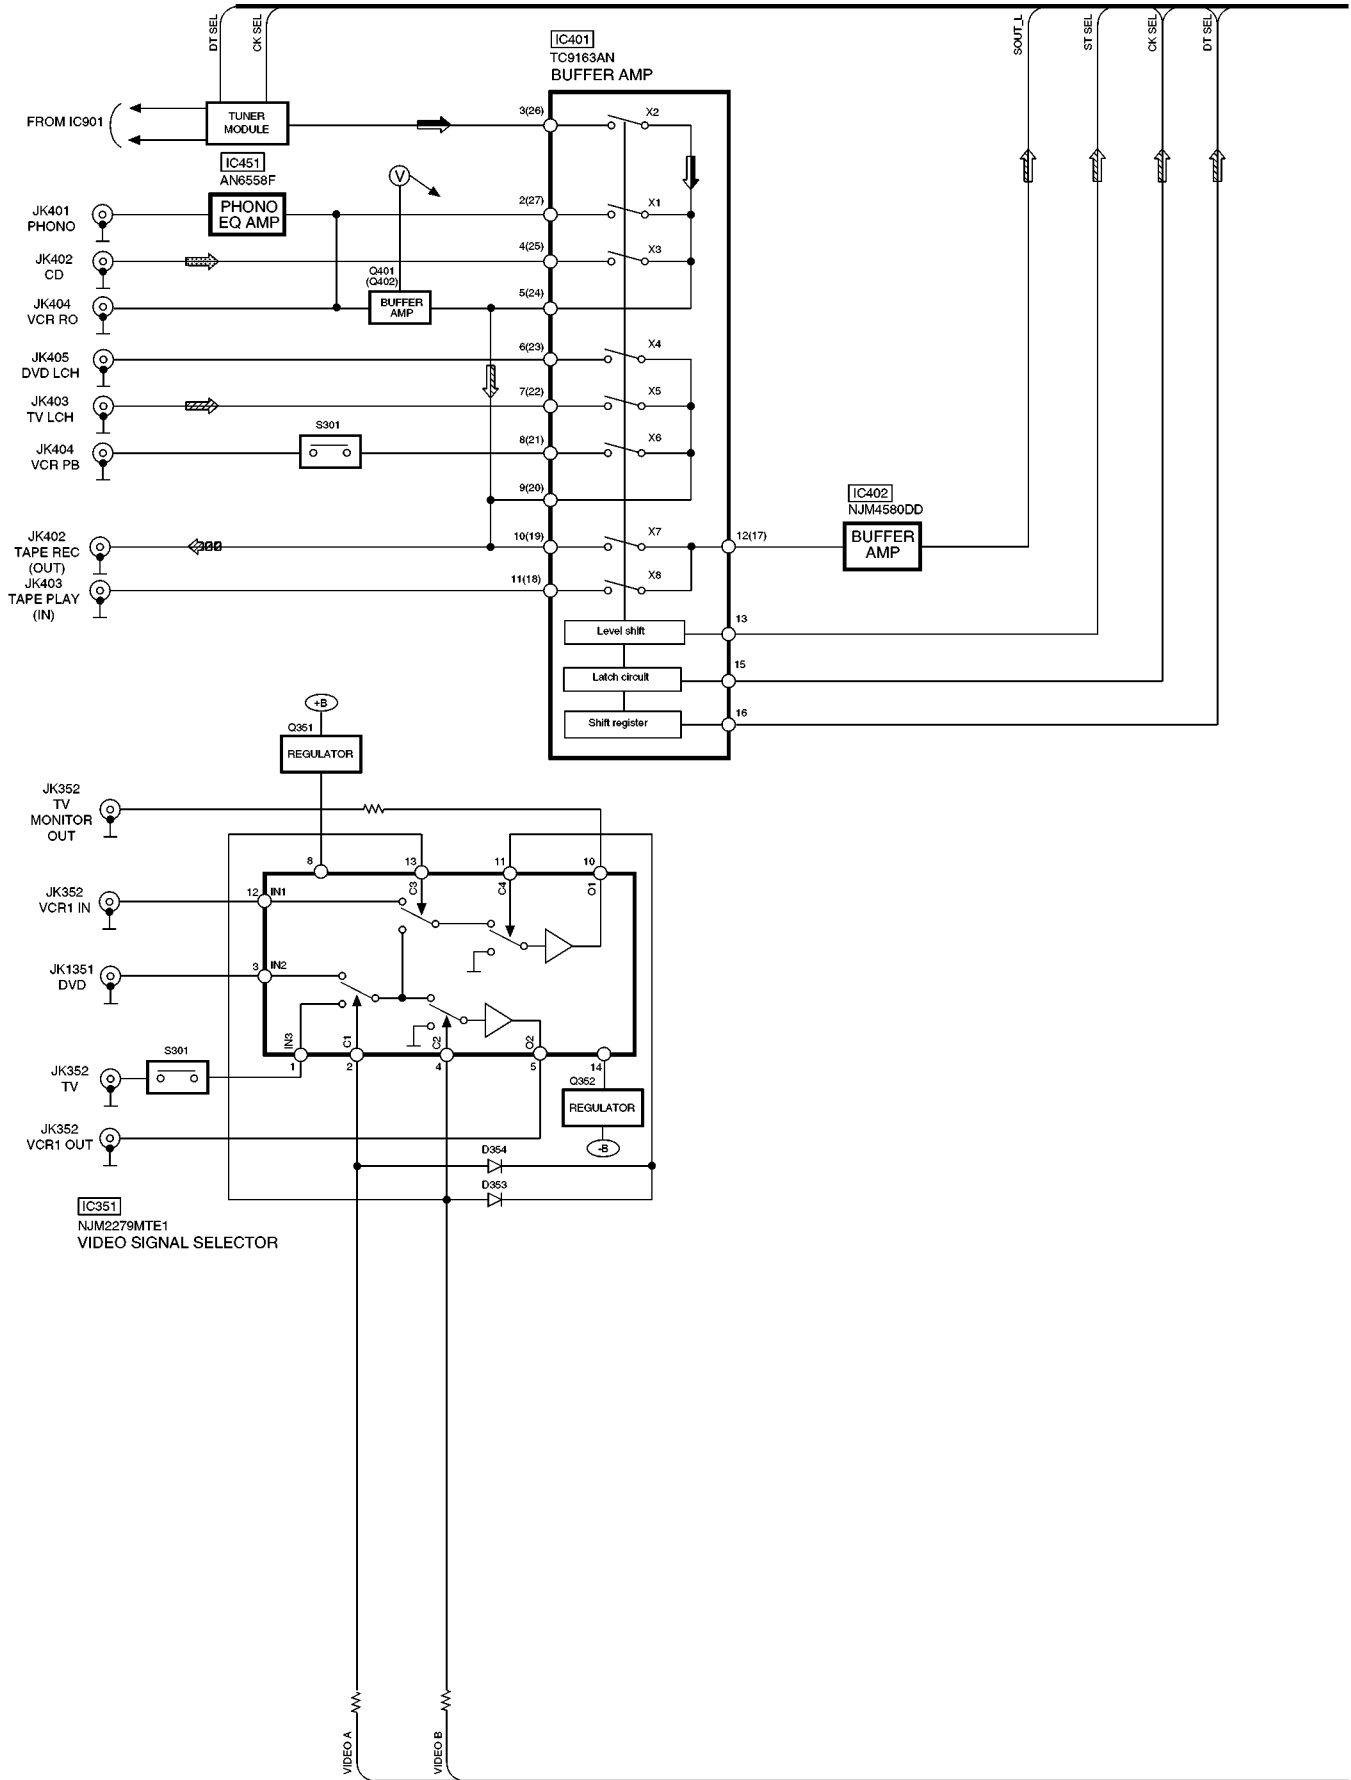 DT SEL
CK SEL
SOUT_L
ST SEL
CK SEL
DT SEL
IC401
TC9163AN
BUFFER AMP
FROM IC901
TUNER
MODULE
3(26)
X2
IC451
AN6558F
V
JK401
PHONO
PHONO
EQ AMP
2(27)
X1
JK402
CD
4(25)
X3
Q401
(Q402)
JK404
VCR RO
BUFFER
AMP
5(24)
JK405
DVD LCH
6(23)
X4
JK403
TV LCH
7(22)
X5
JK404
VCR PB
S301
8(21)
X6
9(20)
IC402
NJM4580DD
BUFFER
AMP
JK402
TAPE REC
(OUT)
10(19)
X7
12(17)
JK403
TAPE PLAY
(IN)
11(18)
X8
Level shift
13
Latch circuit
15
Shift register
16
+B
Q351
REGULATOR
JK352
TV
MONITOR
OUT
8
13
11
10
C3
C4
O1
JK352
VCR1 IN
12
IN1
JK1351
DVD
3
IN2
IN3
C1
C2
O2
1
2
4
5
14
JK352
TV
S301
Q352
REGULATOR
-B
JK352
VCR1 OUT
D354
D353
IC351
NJM2279MTE1
VIDEO SIGNAL SELECTOR
VIDEO A
VIDEO B